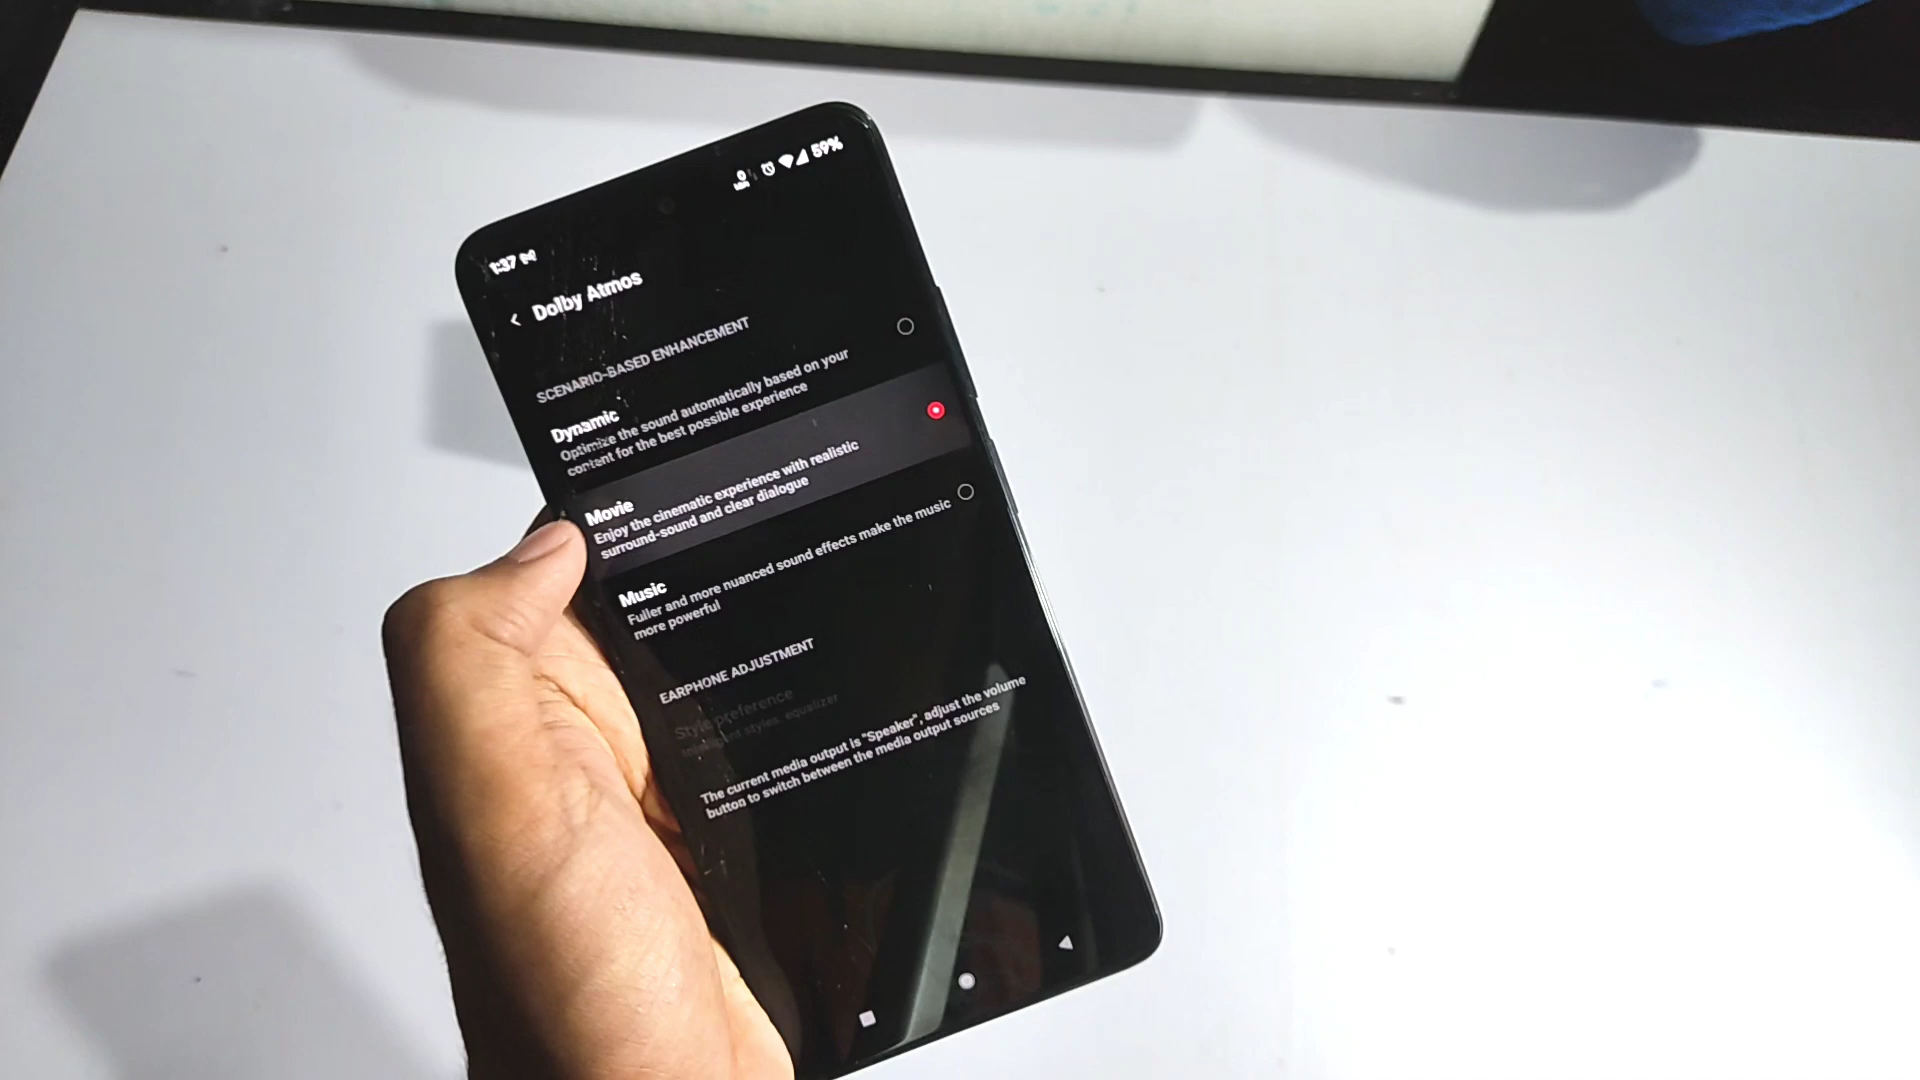 59%
1:37
Dolby Atmos
SCENARIO-BASED ENHANCEMENT
Dynamic
Optimize the sound automatically based on your
content for the best possible experience
Movie
Enjoy the cinematic experience with realistic
surround-sound and clear dialogue
Music
Fuller and more nuanced sound effects make the music
more powerful
EARPHONE ADJUSTMENT
Style preference
Intelligent styles, equalizer
The current media output is "Speaker", adjust the volume
button to switch between the media output sources